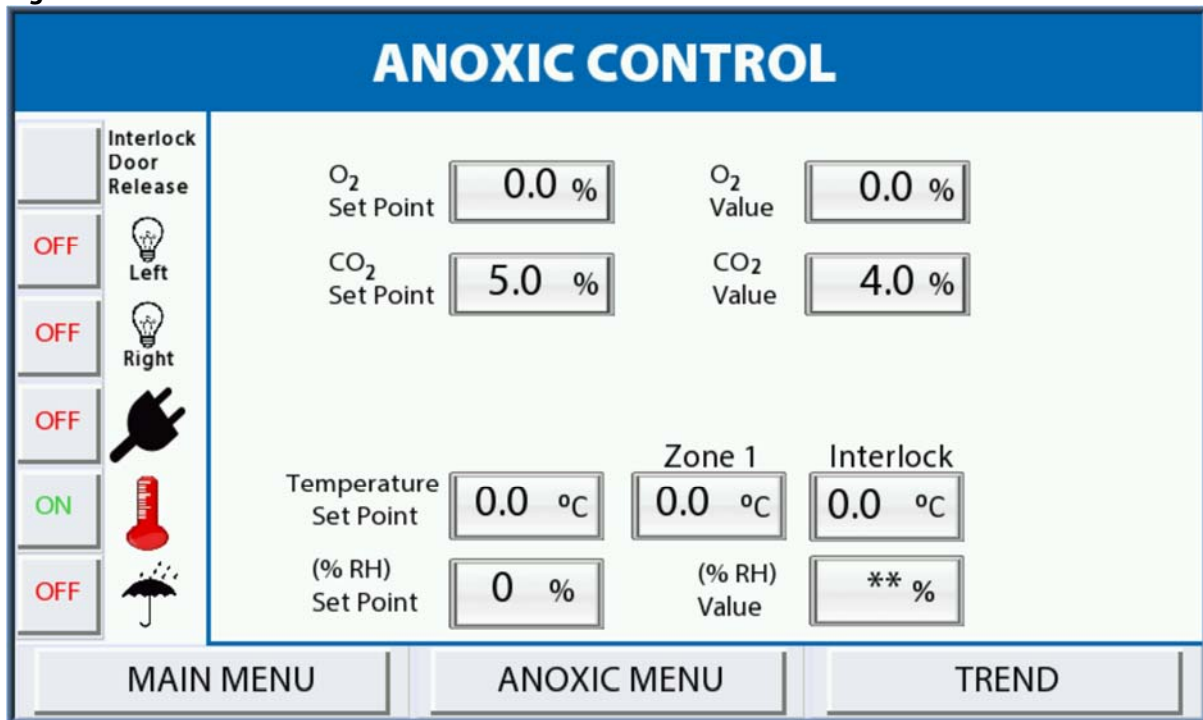 ANOXIC CONTROL
Interlock
Door
Release
OFF
Left
OFF
Right
OFF
ON
OFF
O₂
Set Point
0.0 %
O₂
Value
0.0 %
CO₂
Set Point
5.0 %
CO₂
Value
4.0 %
Zone 1
Interlock
Temperature
Set Point
0.0 ºC
0.0 ºC
0.0 ºC
(% RH)
Set Point
0 %
(% RH)
Value
** %
MAIN MENU
ANOXIC MENU
TREND